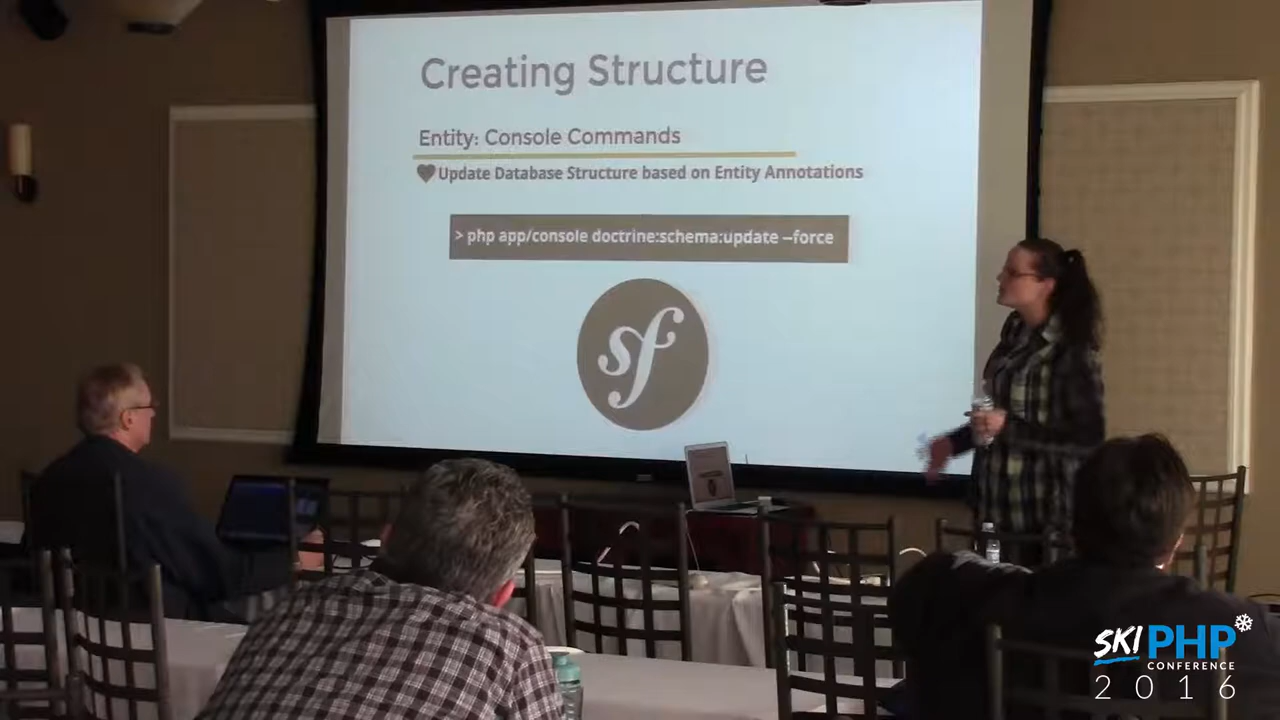 Creating Structure
Entity: Console Commands
Update Database Structure based on Entity Annotations
> php app/console doctrine:schema:update --force
sf
SKI PHP
CONFERENCE
2016